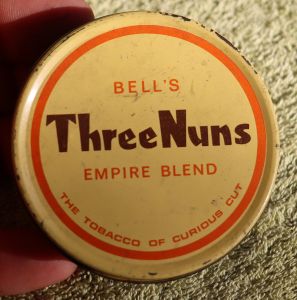 BELL'S
ThreeNuns
EMPIRE BLEND
THE TOBACCO OF CURIOUS CUT